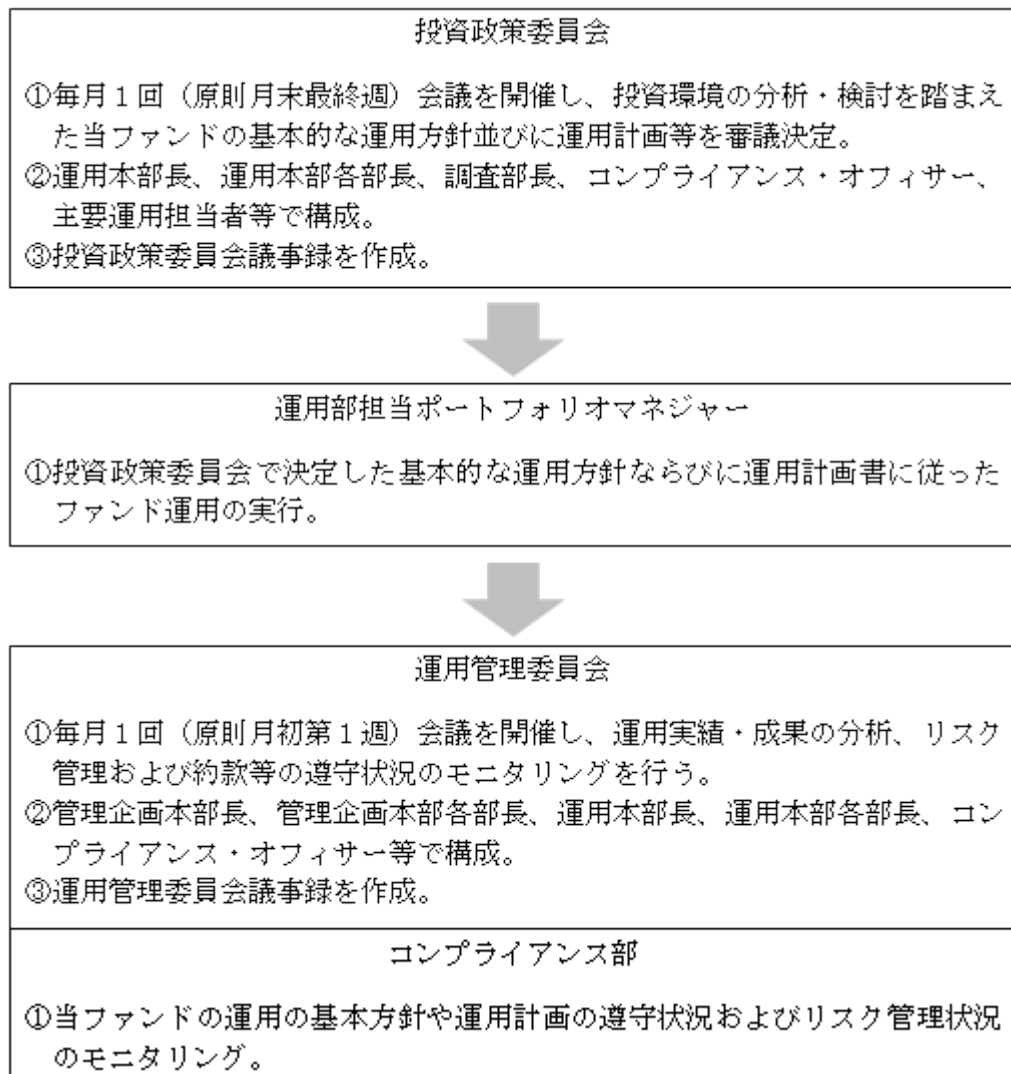 投資政策委員会
①毎月１回（原則月末最終週）会議を開催し、投資環境の分析・検討を踏まえ
た当ファンドの基本的な運用方針並びに運用計画等を審議決定。
②運用本部長、運用本部各部長、調査部長、コンプライアンス・オフィサー、
主要運用担当者等で構成。
③投資政策委員会議事録を作成。
運用部担当ポートフォリオマネジャー
①投資政策委員会で決定した基本的な運用方針ならびに運用計画書に従った
ファンド運用の実行。
運用管理委員会
①毎月１回（原則月初第１週）会議を開催し、運用実績・成果の分析、リスク
管理および約款等の遵守状況のモニタリングを行う。
②管理企画本部長、管理企画本部各部長、運用本部長、運用本部各部長、コン
プライアンス・オフィサー等で構成。
③運用管理委員会議事録を作成。
コンプライアンス部
①当ファンドの運用の基本方針や運用計画の遵守状況およびリスク管理状況
のモニタリング。